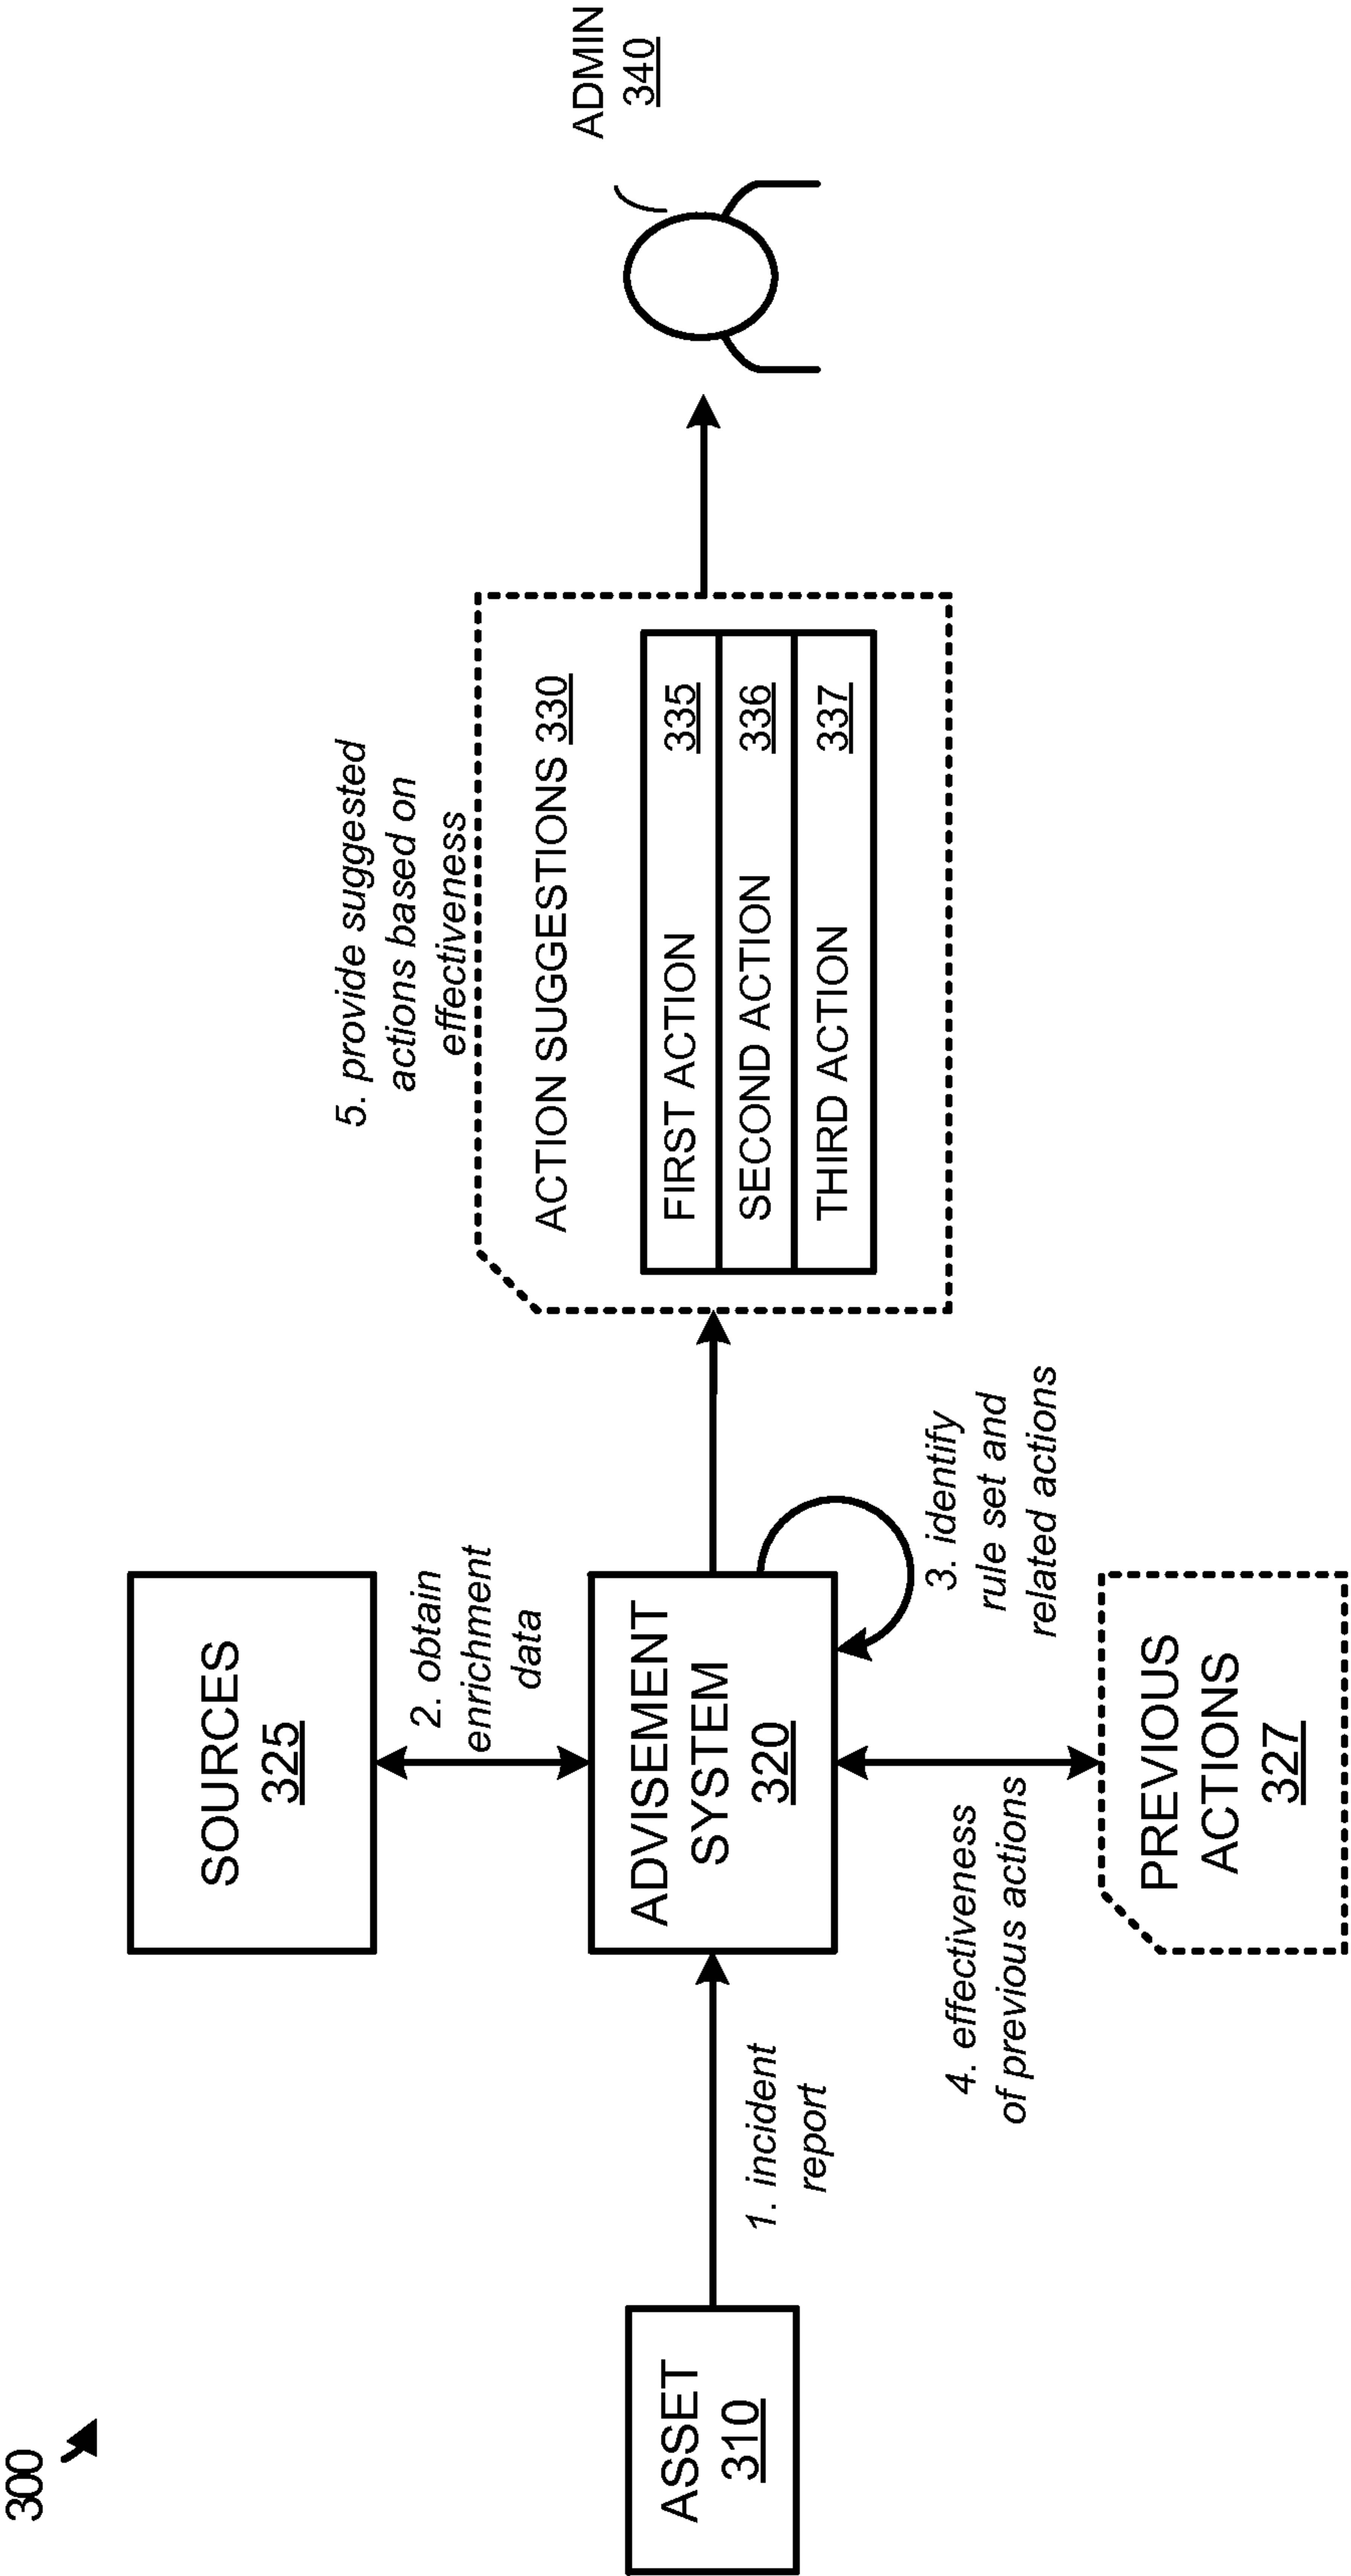 300
SOURCES
325
2. obtain
enrichment
data
ASSET
310
1. incident
report
ADVISEMENT
SYSTEM
320
3. identify
rule set and
related actions
4. effectiveness
of previous actions
PREVIOUS
ACTIONS
327
5. provide suggested
actions based on
effectiveness
ACTION SUGGESTIONS 330
FIRST ACTION 335
SECOND ACTION 336
THIRD ACTION 337
ADMIN
340